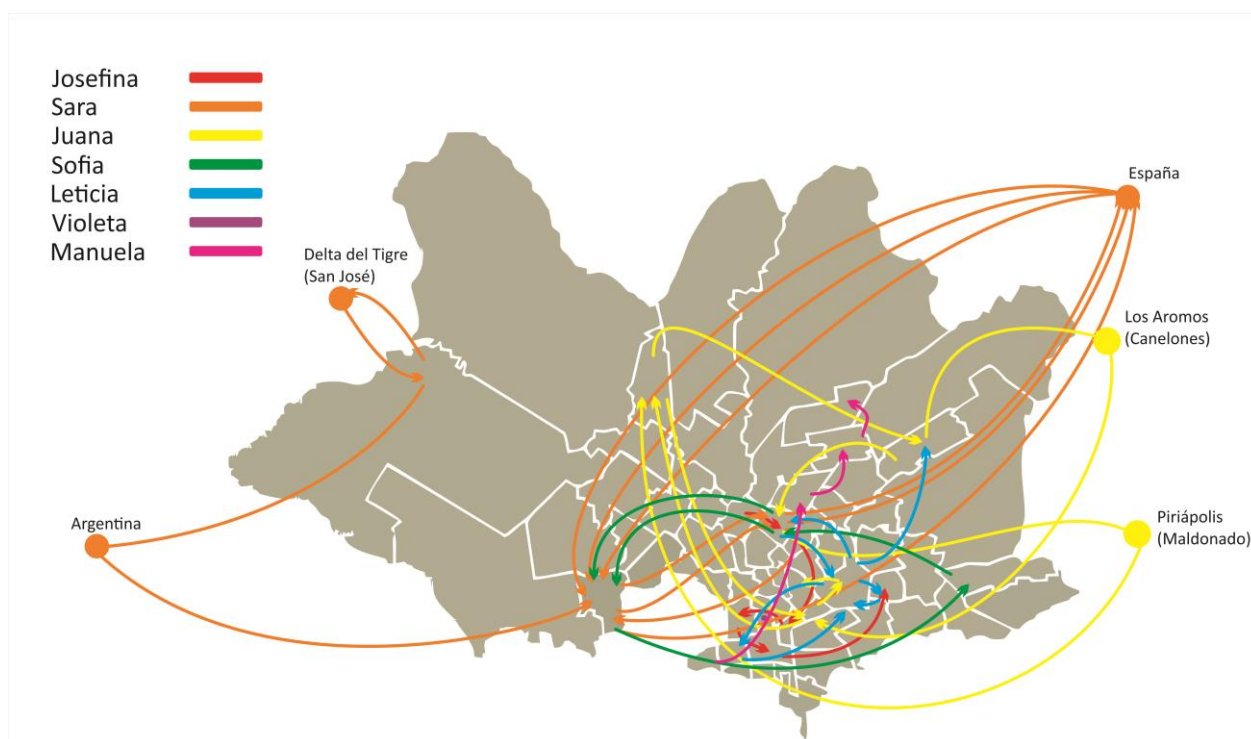 Josefina
Sara
Juana
Sofia
Leticia
Violeta
Manuela
España
Delta del Tigre
(San José)
Los Aromos
(Canelones)
Argentina
Piriápolis
(Maldonado)